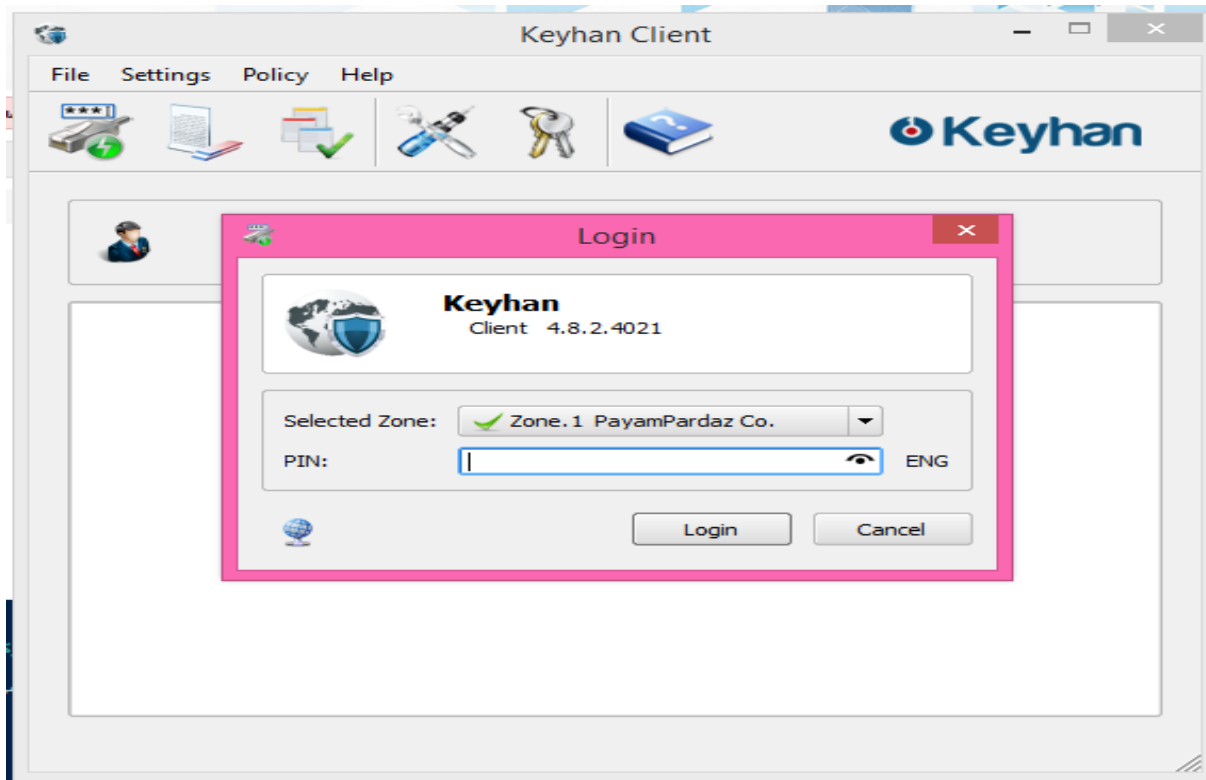 Keyhan Client
File Settings Policy Help
Keyhan
Login
Keyhan
Client 4.8.2.4021
Selected Zone: Zone.1 PayamPardaz Co.
PIN: ENG
Login Cancel